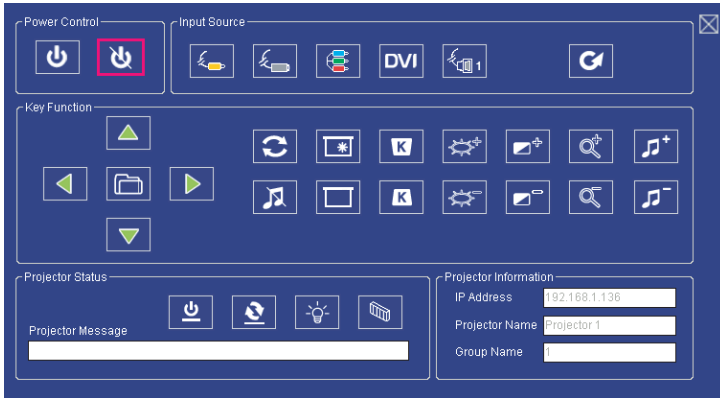 Power Control
Input Source
DVI
1
Key Function
K
K
Projector Status
Projector Message
Projector Information
IP Address 192.168.1.136
Projector Name Projector 1
Group Name 1